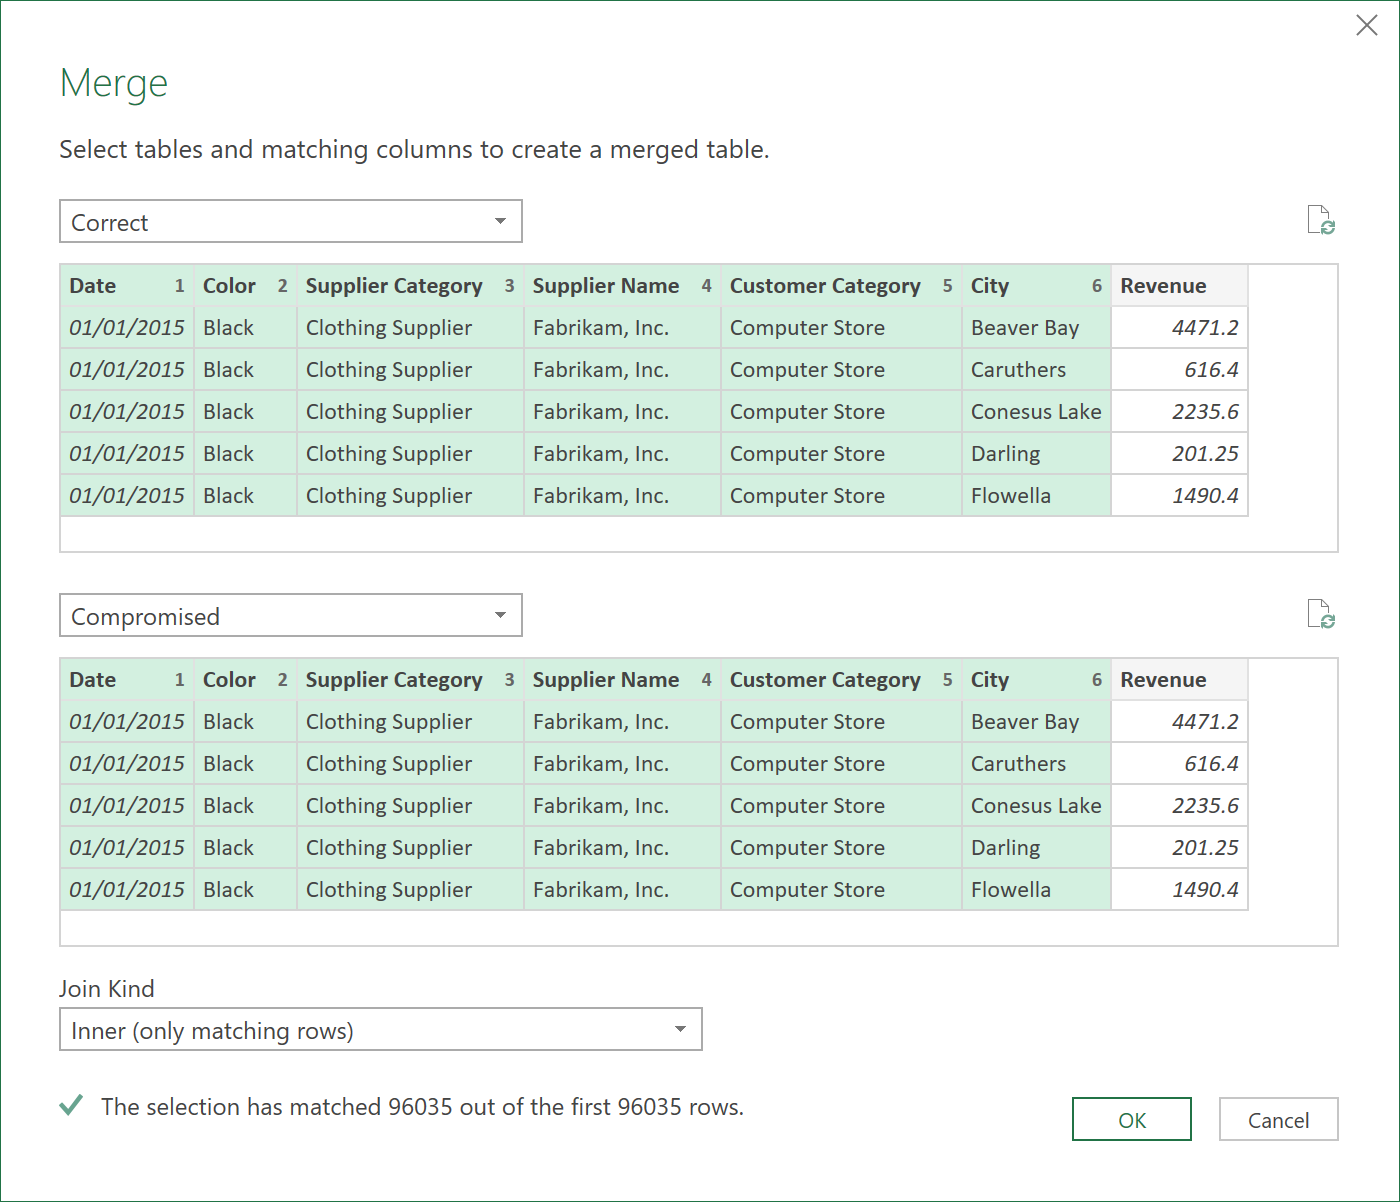 Merge
Select tables and matching columns to create a merged table.
Correct
Date 1 Color 2 Supplier Category 3 Supplier Name 4 Customer Category 5 City 6 Revenue
01/01/2015 Black Clothing Supplier Fabrikam, Inc. Computer Store Beaver Bay 4471.2
01/01/2015 Black Clothing Supplier Fabrikam, Inc. Computer Store Caruthers 616.4
01/01/2015 Black Clothing Supplier Fabrikam, Inc. Computer Store Conesus Lake 2235.6
01/01/2015 Black Clothing Supplier Fabrikam, Inc. Computer Store Darling 201.25
01/01/2015 Black Clothing Supplier Fabrikam, Inc. Computer Store Flowella 1490.4
Compromised
Date 1 Color 2 Supplier Category 3 Supplier Name 4 Customer Category 5 City 6 Revenue
01/01/2015 Black Clothing Supplier Fabrikam, Inc. Computer Store Beaver Bay 4471.2
01/01/2015 Black Clothing Supplier Fabrikam, Inc. Computer Store Caruthers 616.4
01/01/2015 Black Clothing Supplier Fabrikam, Inc. Computer Store Conesus Lake 2235.6
01/01/2015 Black Clothing Supplier Fabrikam, Inc. Computer Store Darling 201.25
01/01/2015 Black Clothing Supplier Fabrikam, Inc. Computer Store Flowella 1490.4
Join Kind
Inner (only matching rows)
The selection has matched 96035 out of the first 96035 rows.
OK Cancel